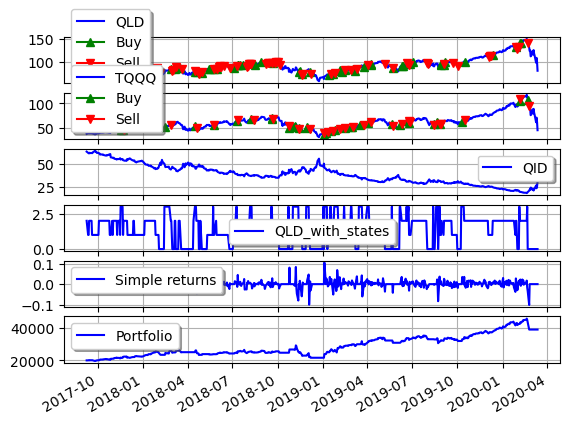 QLD
Buy
Sell
150
100
TQQQ
Buy
Sell
100
50
QID
50
25
QLD_with_states
2.5
0.0
Simple returns
0.1
0.0
−0.1
Portfolio
40000
20000
2017-10
2018-01
2018-04
2018-07
2018-10
2019-01
2019-04
2019-07
2019-10
2020-01
2020-04